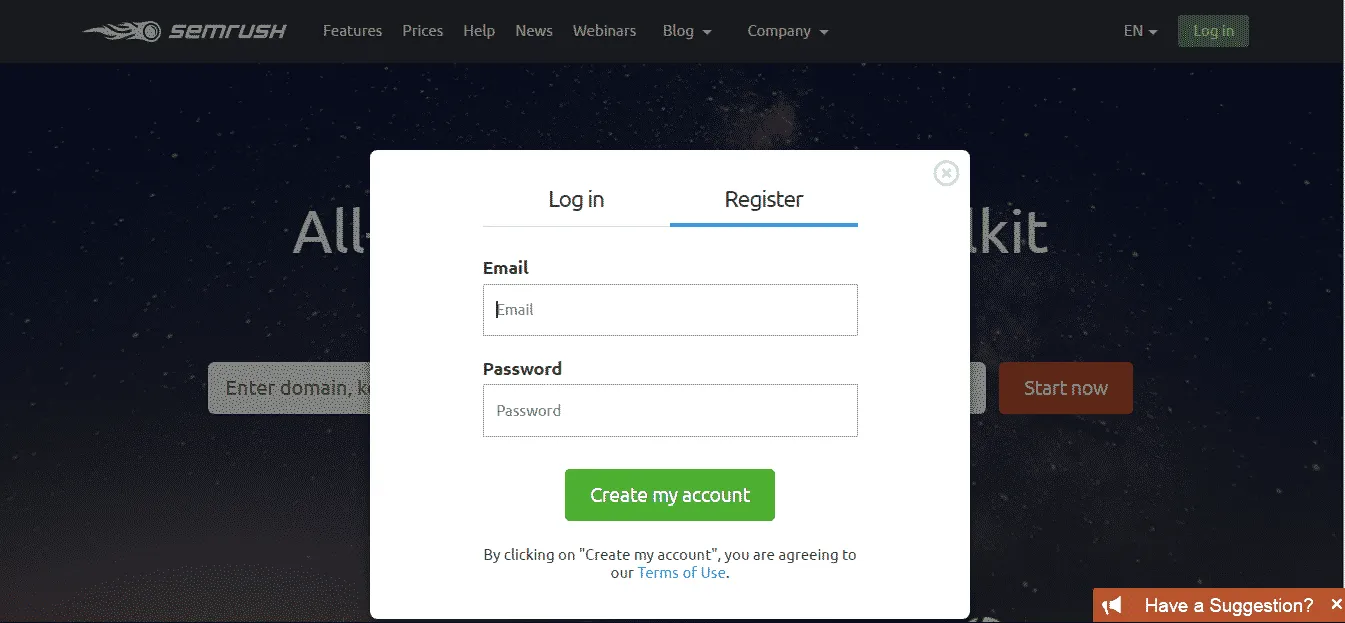 SEMRUSH Features Prices Help News Webinars Blog Company EN Log in
Log in Register
All- lkit
Email
Email
Password
Enter domain, k
Start now
Password
Create my account
By clicking on "Create my account", you are agreeing to
our Terms of Use.
Have a Suggestion?